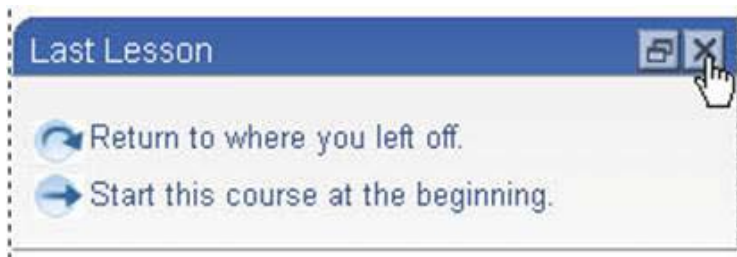 Last Lesson
Return to where you left off.
Start this course at the beginning.